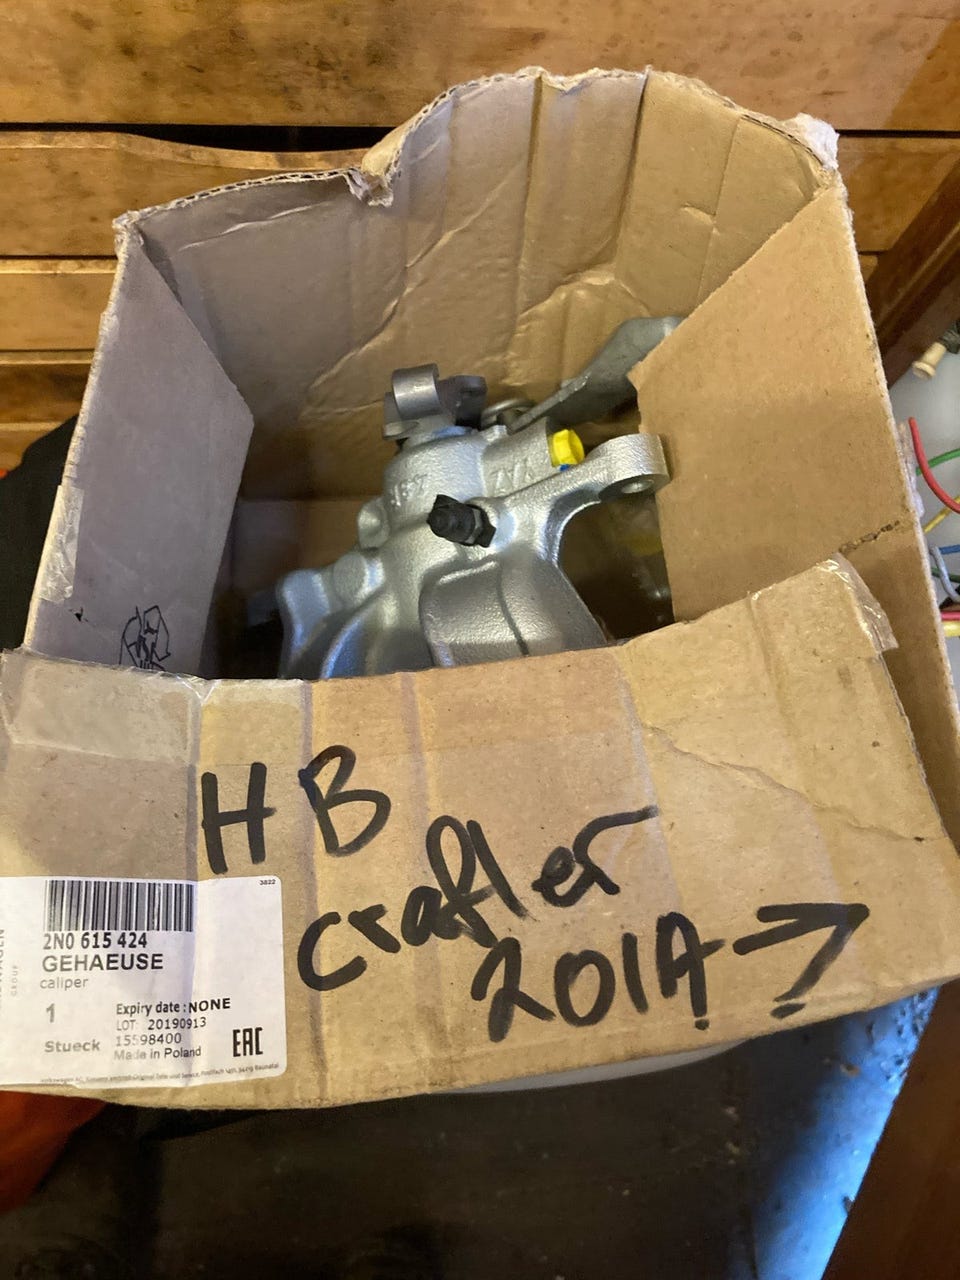 HB
Crafter
3822
2N0 615 424
GEHAEUSE
caliper
1 Expiry date : NONE
LOT: 20190913
Stueck 15598400
Made in Poland
EAC
GROUP